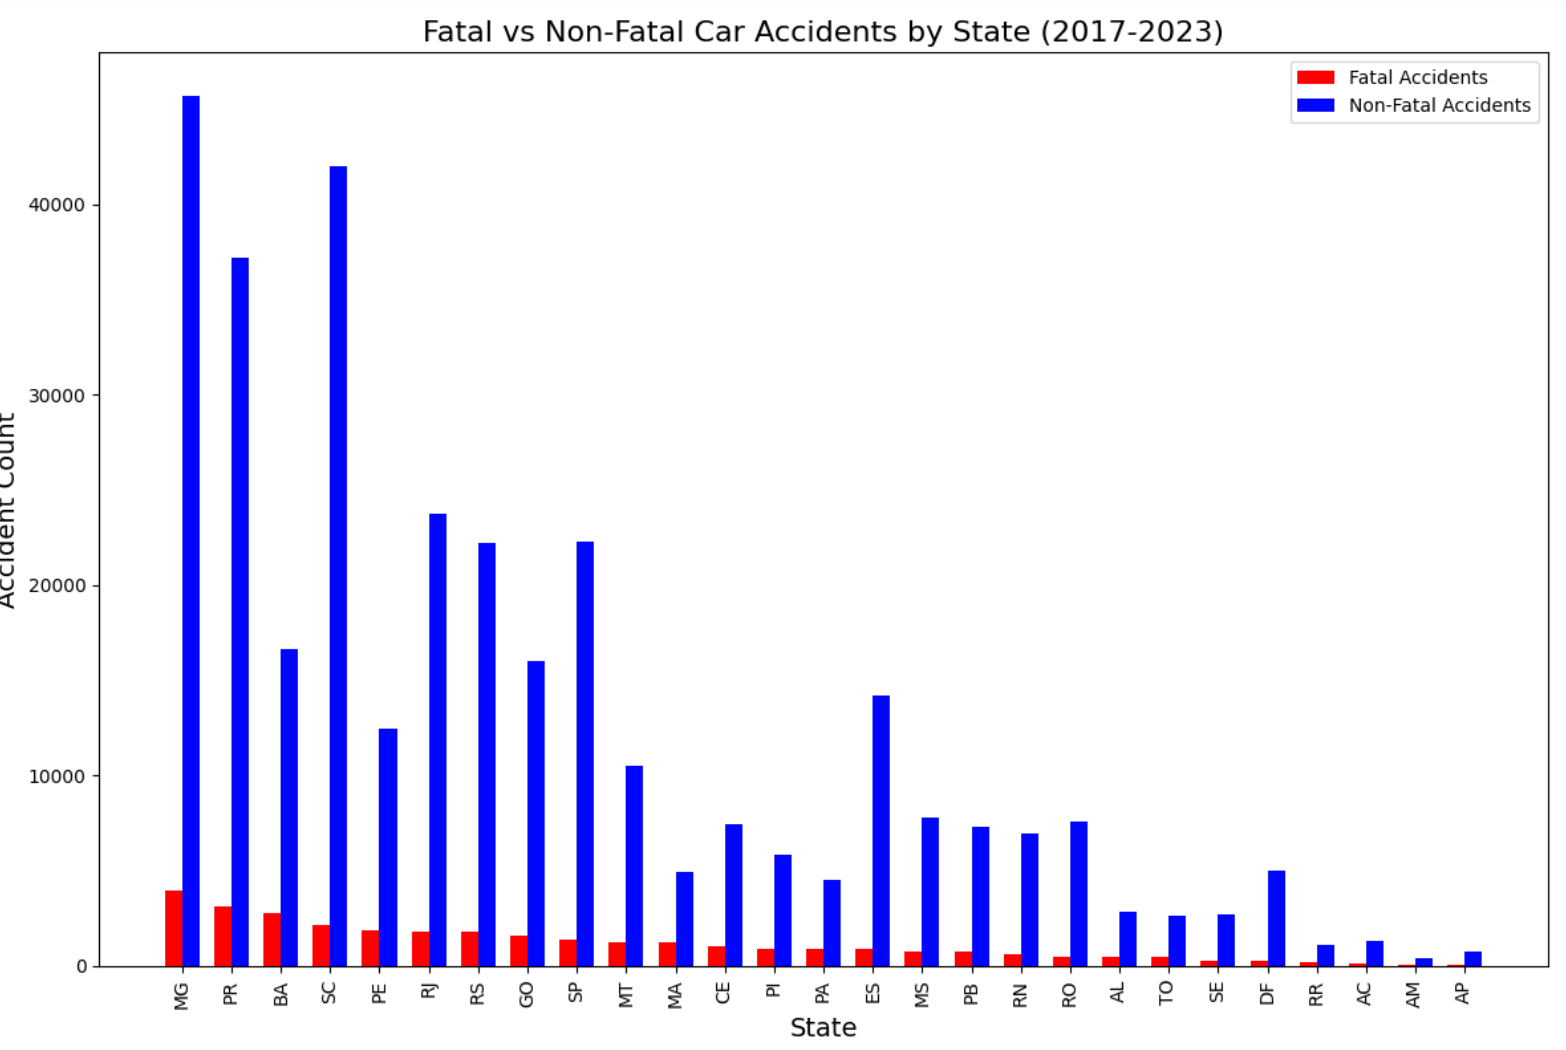 Fatal vs Non-Fatal Car Accidents by State (2017-2023)
Fatal Accidents
Non-Fatal Accidents
Accident Count
40000
30000
20000
10000
0
MG PR BA SC PE RJ RS GO SP MT MA CE PI PA ES MS PB RN RO AL TO SE DF RR AC AM AP
State